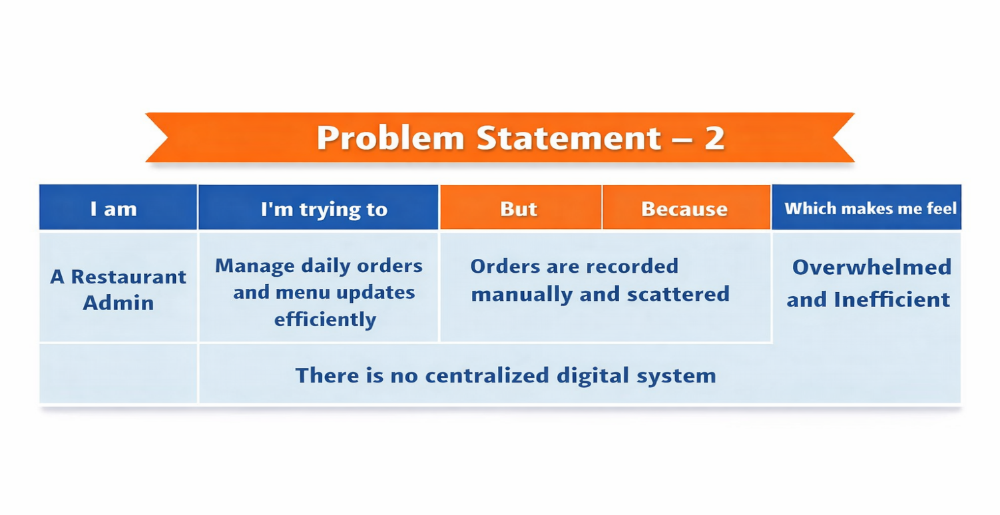 Problem Statement – 2
I am
I'm trying to
But
Because
Which makes me feel
A Restaurant
Admin
Manage daily orders
and menu updates
efficiently
Orders are recorded
manually and scattered
Overwhelmed
and Inefficient
There is no centralized digital system